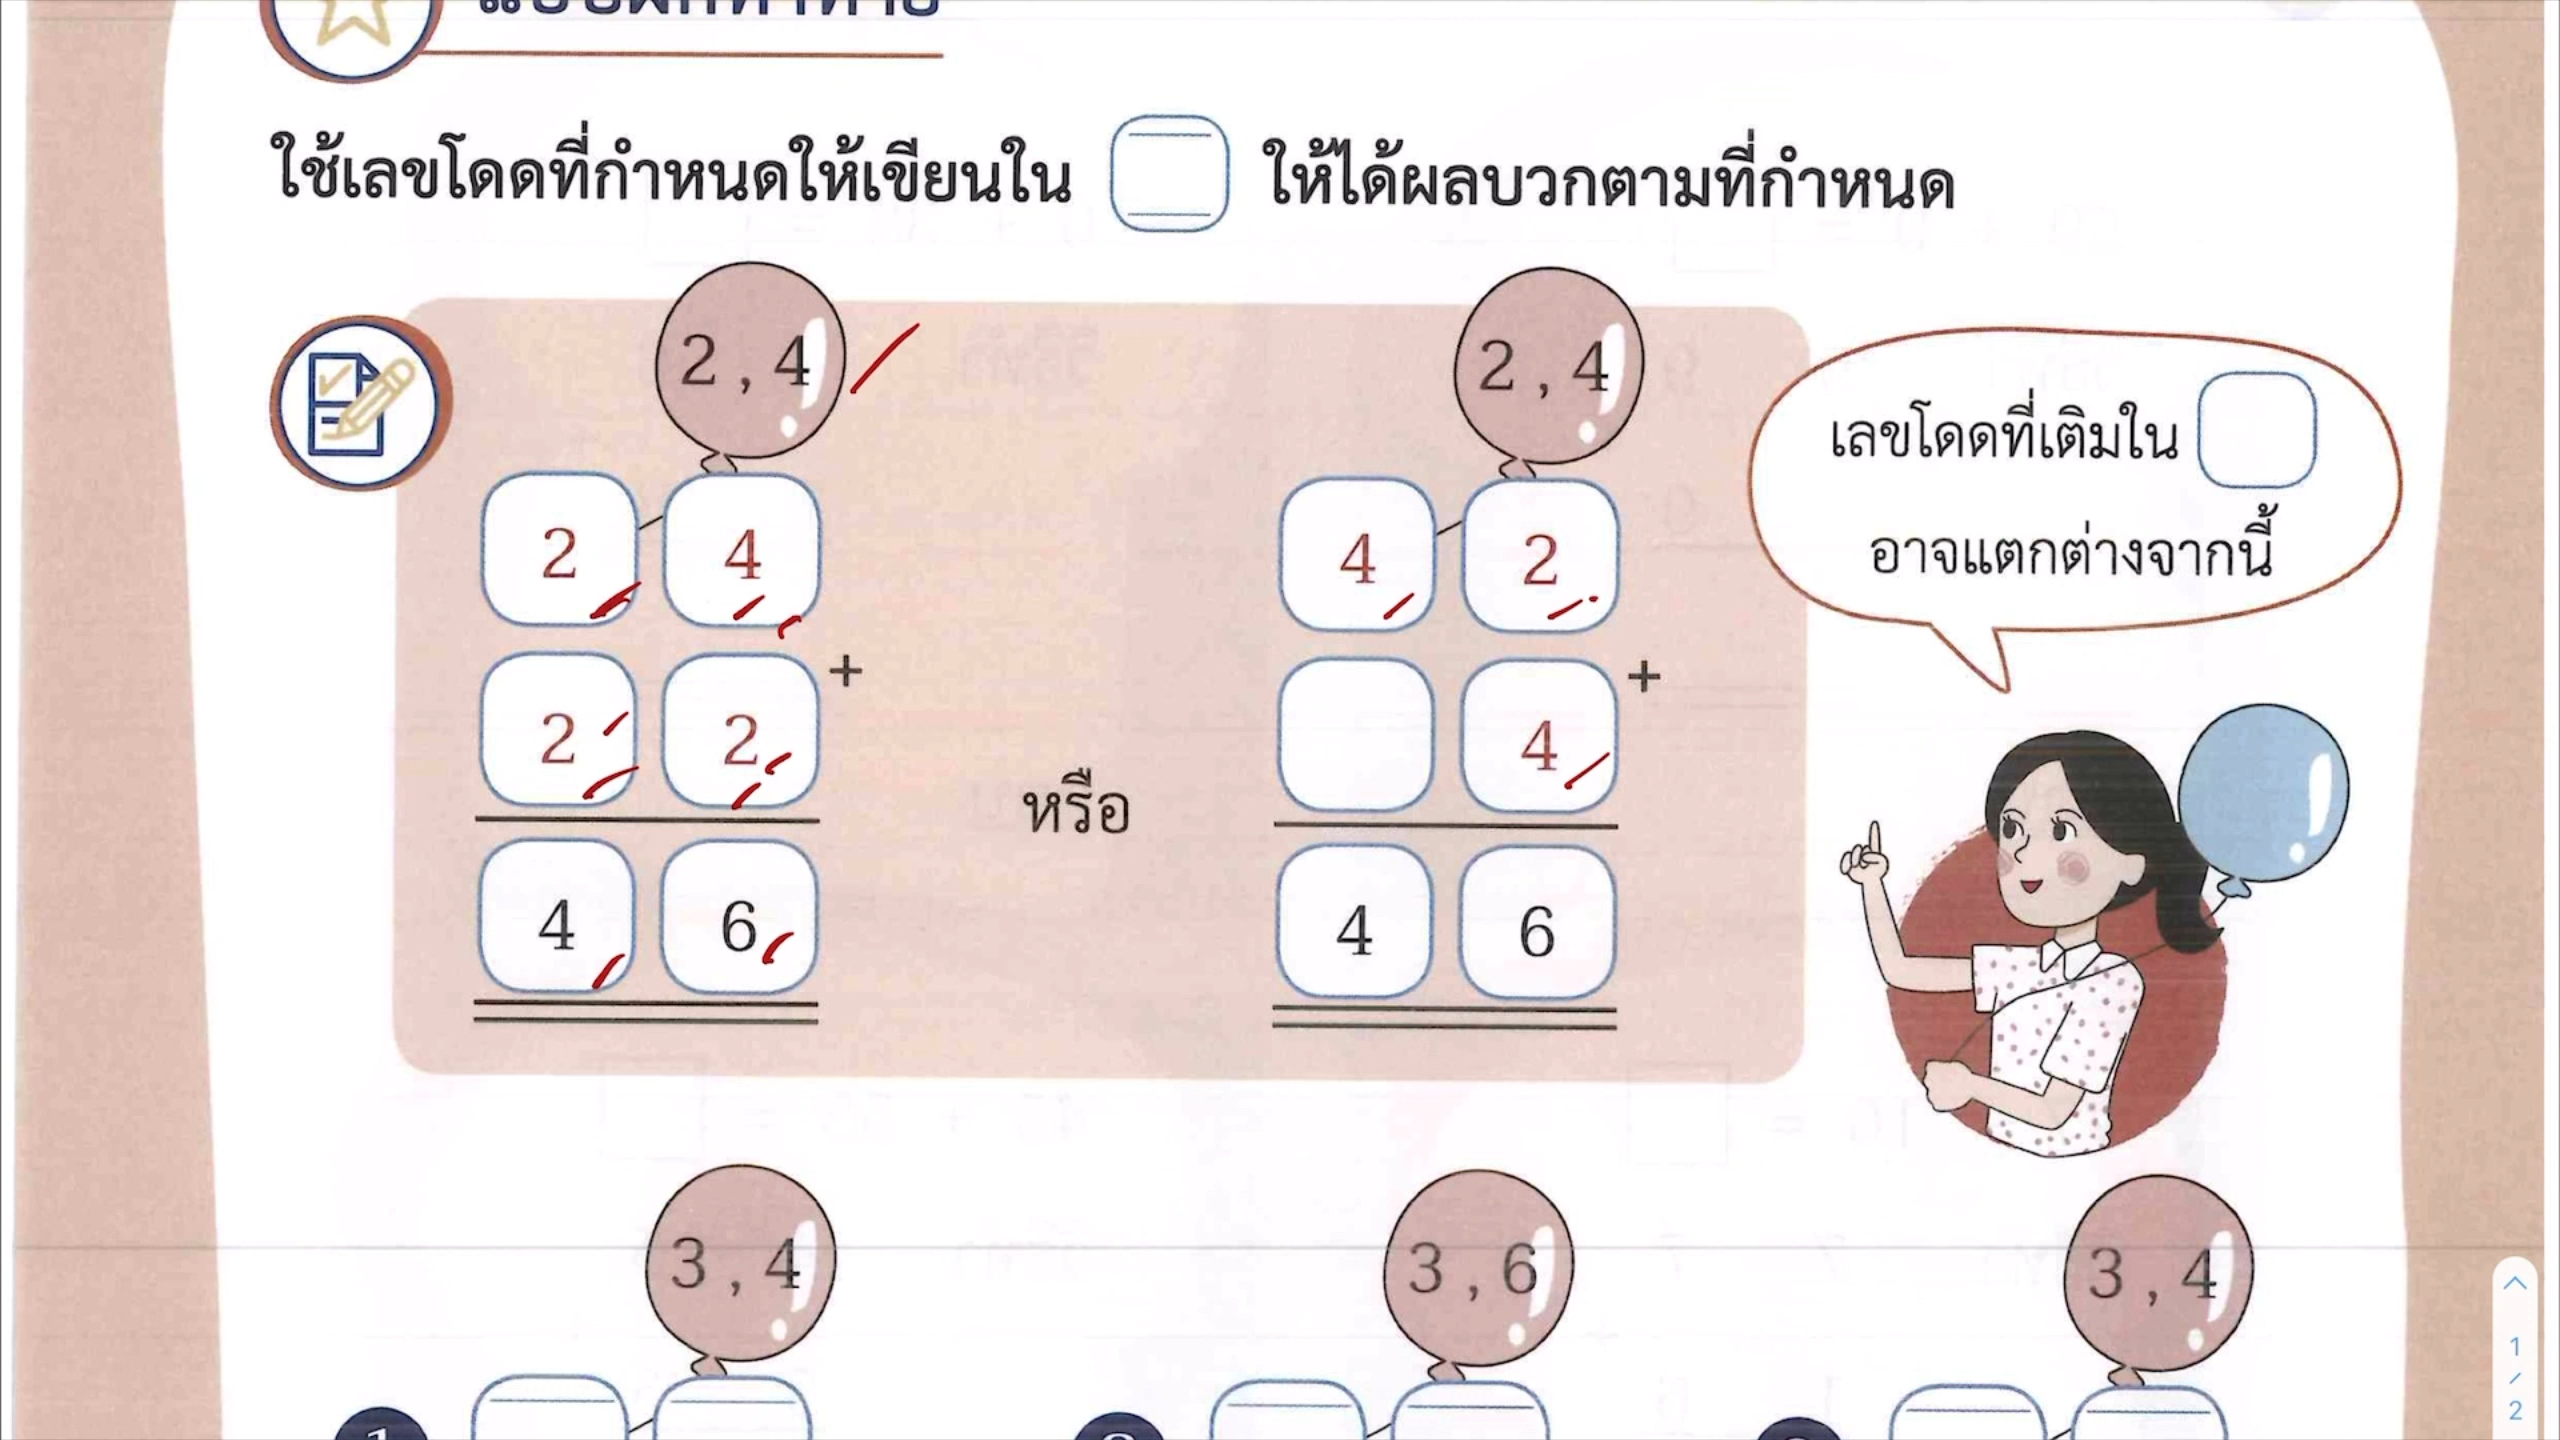 ใช้เลขโดดที่กำหนดให้เขียนใน ให้ได้ผลบวกตามที่กำหนด
2 , 4
2 , 4
2 4
4 2
+
+
2 2
4
หรือ
4 6
4 6
เลขโดดที่เติมใน
อาจแตกต่างจากนี้
3 , 4
3 , 6
3 , 4
1
/
2